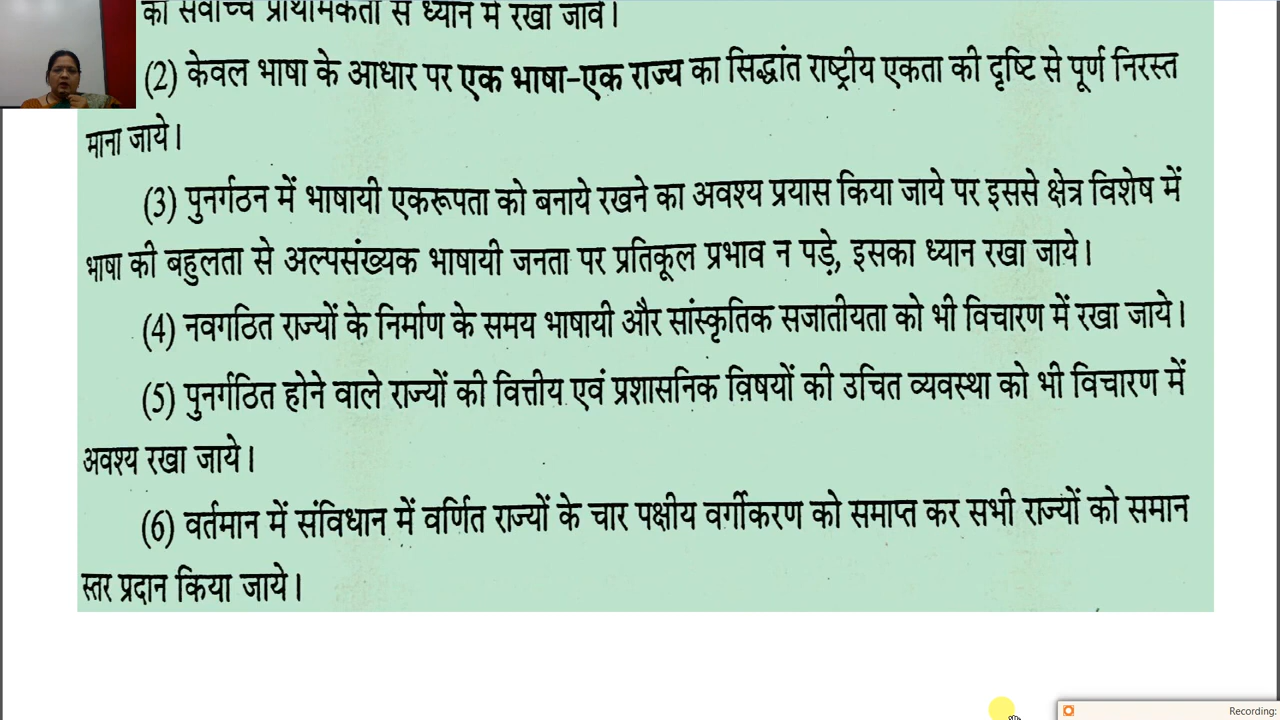 को सर्वोच्च प्राथमिकता से ध्यान में रखा जावे।
(2) केवल भाषा के आधार पर एक भाषा-एक राज्य का सिद्धांत राष्ट्रीय एकता की दृष्टि से पूर्ण निरस्त
माना जाये।
(3) पुनर्गठन में भाषायी एकरूपता को बनाये रखने का अवश्य प्रयास किया जाये पर इससे क्षेत्र विशेष में
भाषा की बहुलता से अल्पसंख्यक भाषायी जनता पर प्रतिकूल प्रभाव न पड़े, इसका ध्यान रखा जाये।
(4) नवगठित राज्यों के निर्माण के समय भाषायी और सांस्कृतिक सजातीयता को भी विचारण में रखा जाये।
(5) पुनर्गठित होने वाले राज्यों की वित्तीय एवं प्रशासनिक विषयों की उचित व्यवस्था को भी विचारण में
अवश्य रखा जाये।
(6) वर्तमान में संविधान में वर्णित राज्यों के चार पक्षीय वर्गीकरण को समाप्त कर सभी राज्यों को समान
स्तर प्रदान किया जाये।
Recording: